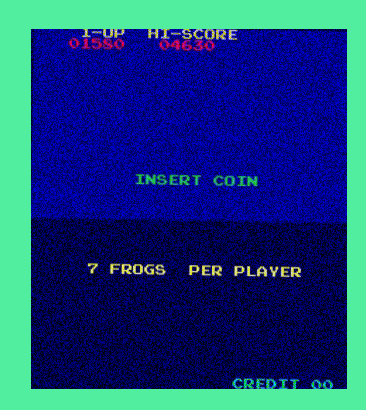 1-UP HI-SCORE
01580 04630
INSERT COIN
7 FROGS PER PLAYER
CREDIT 00